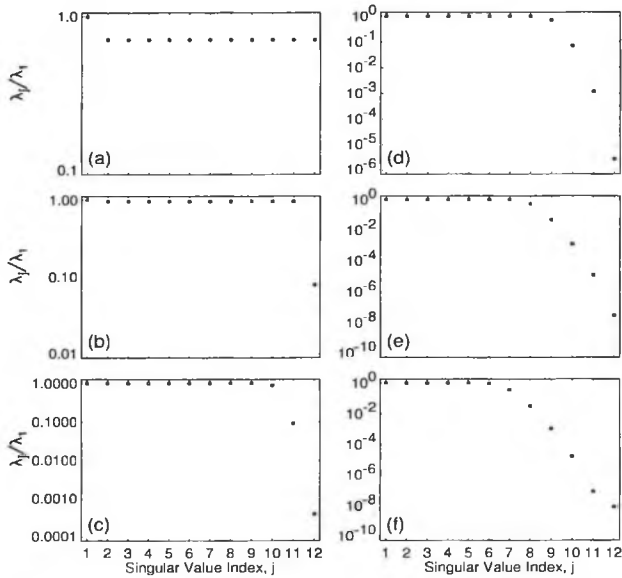 λj/λ1
1.0
0.1
(a)
λj/λ1
1.00
0.10
0.01
(b)
λj/λ1
1.0000
0.1000
0.0100
0.0010
0.0001
(c)
1 2 3 4 5 6 7 8 9 10 11 12
Singular Value Index, j
10^0
10^-1
10^-2
10^-3
10^-4
10^-5
10^-6
(d)
10^0
10^-2
10^-4
10^-6
10^-8
10^-10
(e)
10^0
10^-2
10^-4
10^-6
10^-8
10^-10
(f)
1 2 3 4 5 6 7 8 9 10 11 12
Singular Value Index, j